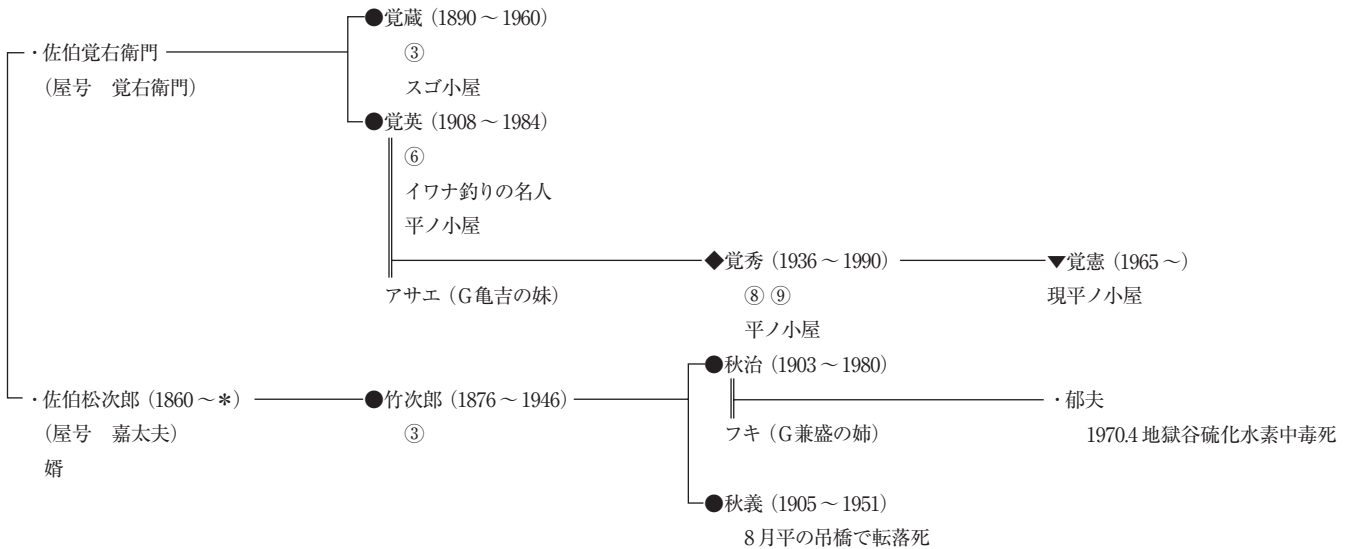 ●覚蔵（1890～1960）
③
スゴ小屋
・佐伯覚右衛門
（屋号　覚右衛門）
●覚英（1908～1984）
⑥
イワナ釣りの名人
平ノ小屋
アサエ（G亀吉の妹）
◆覚秀（1936～1990）
⑧ ⑨
平ノ小屋
▼覚憲（1965～）
現平ノ小屋
・佐伯松次郎（1860～＊）
（屋号　嘉太夫）
婿
●竹次郎（1876～1946）
③
●秋治（1903～1980）
フキ（G兼盛の姉）
・郁夫
1970.4 地獄谷硫化水素中毒死
●秋義（1905～1951）
8月平の吊橋で転落死